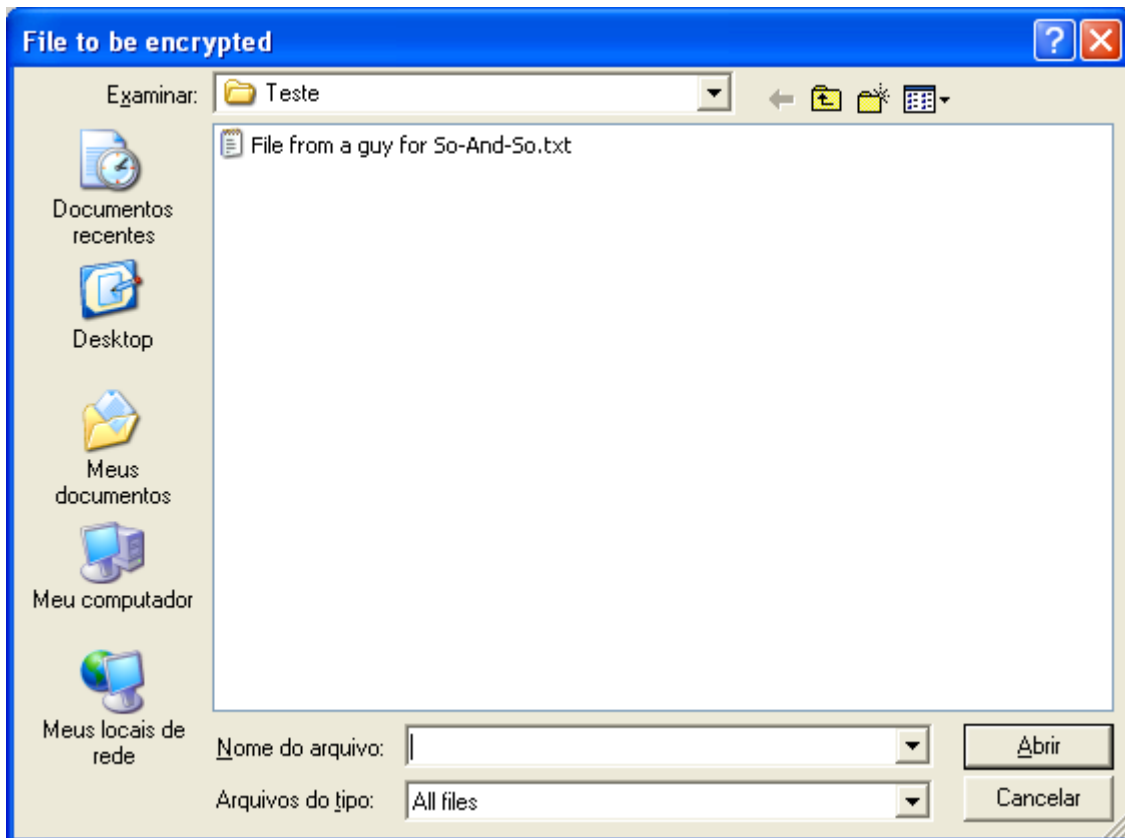 File to be encrypted
Examinar:
Teste
File from a guy for So-And-So.txt
Documentos
recentes
Desktop
Meus
documentos
Meu computador
Meus locais de
rede
Nome do arquivo:
Abrir
Arquivos do tipo:
All files
Cancelar